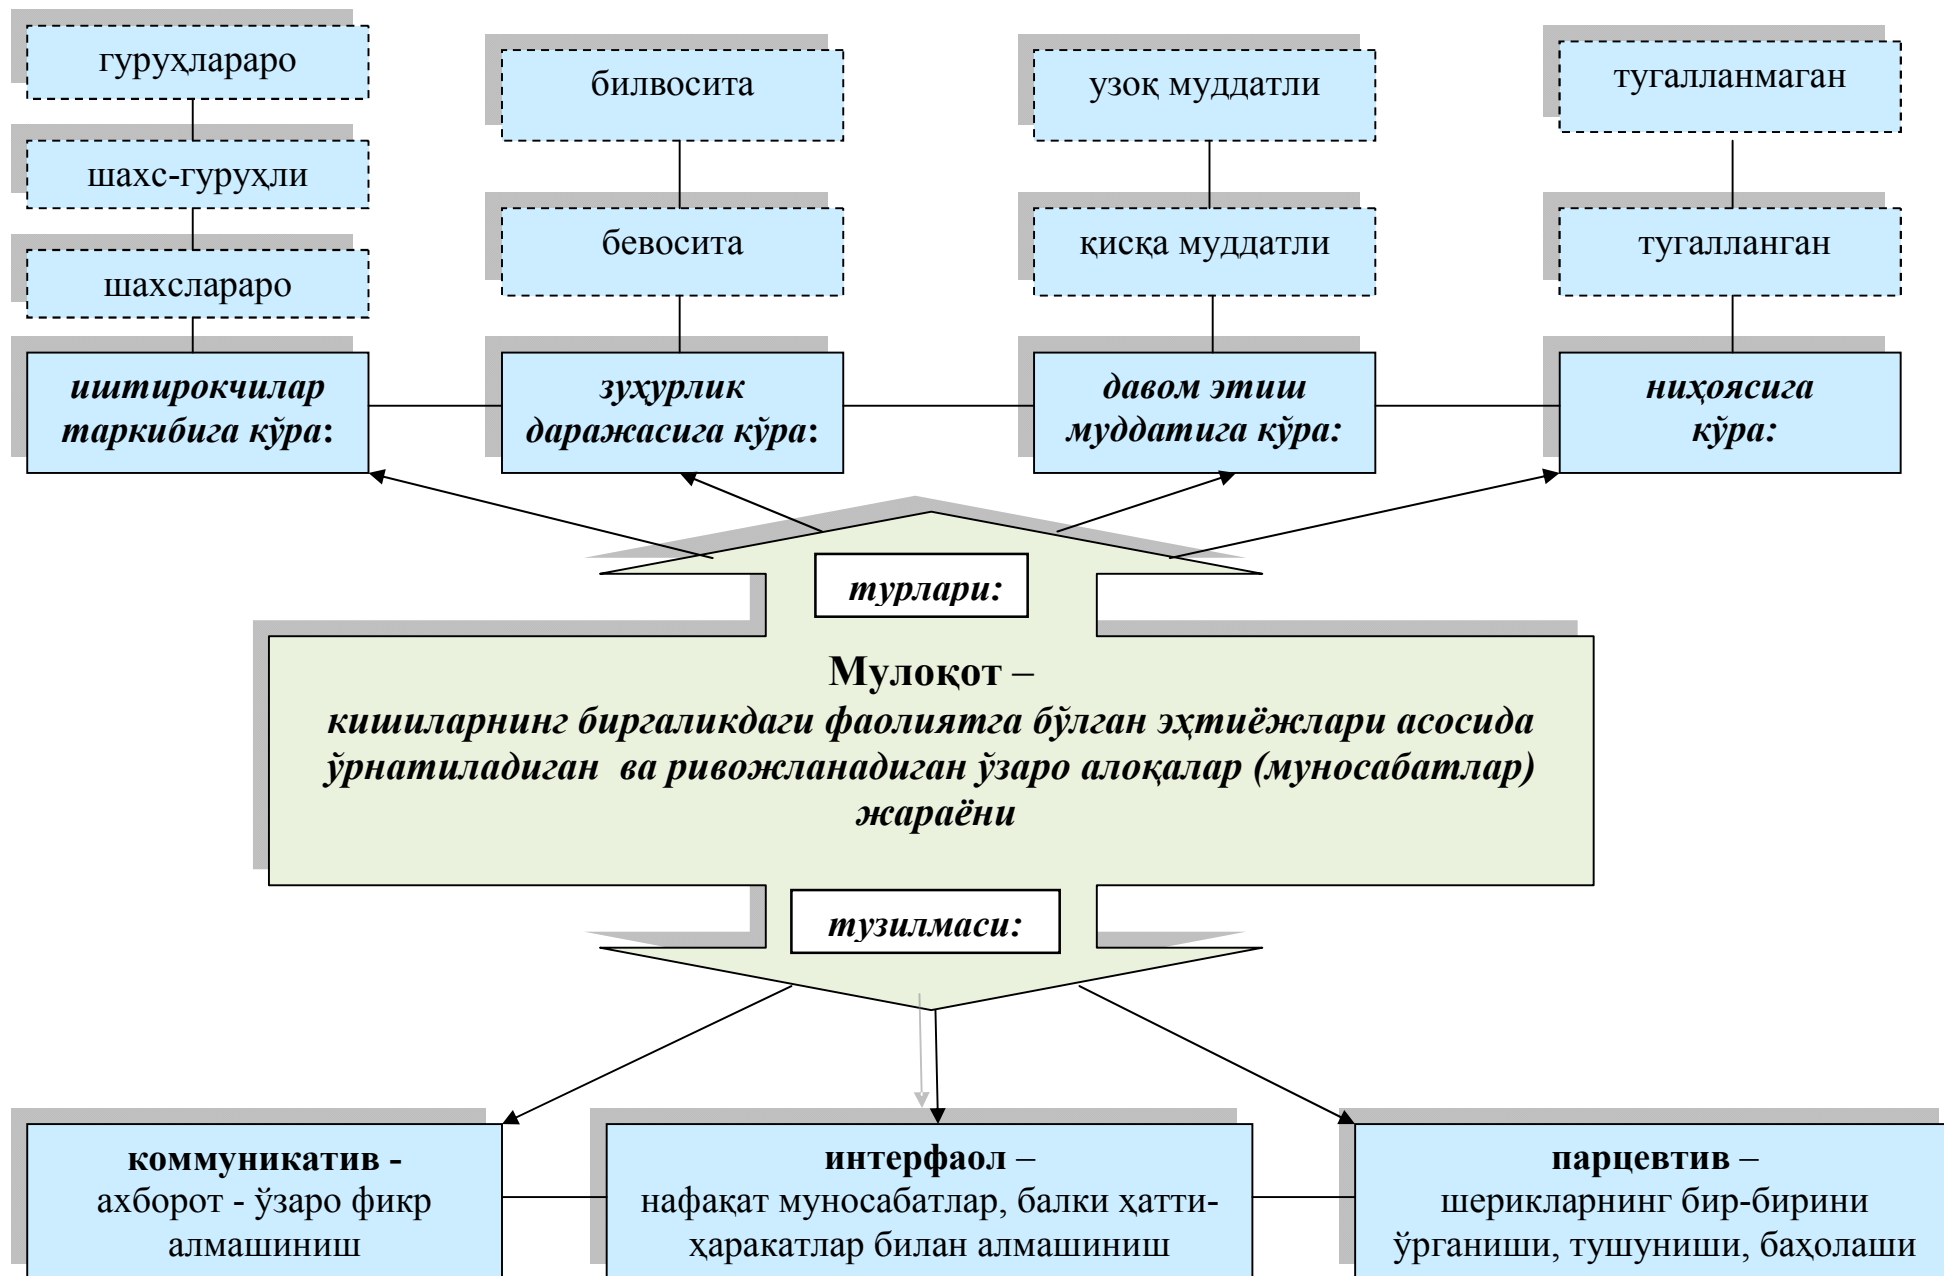 гуруҳлараро
билвосита
узоқ муддатли
тугалланмаган
шахс-гуруҳли
бевосита
қисқа муддатли
тугалланган
шахслараро
иштирокчилар
таркибига кўра:
зуҳурлик
даражасига кўра:
давом этиш
муддатига кўра:
ниҳоясига
кўра:
турлари:
Мулоқот –
кишиларнинг биргаликдаги фаолиятга бўлган эҳтиёжлари асосида
ўрнатиладиган ва ривожланадиган ўзаро алоқалар (муносабатлар)
жараёни
тузилмаси:
коммуникатив -
ахборот - ўзаро фикр
алмашиниш
интерфаол –
нафақат муносабатлар, балки ҳатти-
ҳаракатлар билан алмашиниш
парцевтив –
шерикларнинг бир-бирини
ўрганиши, тушуниши, баҳолаши